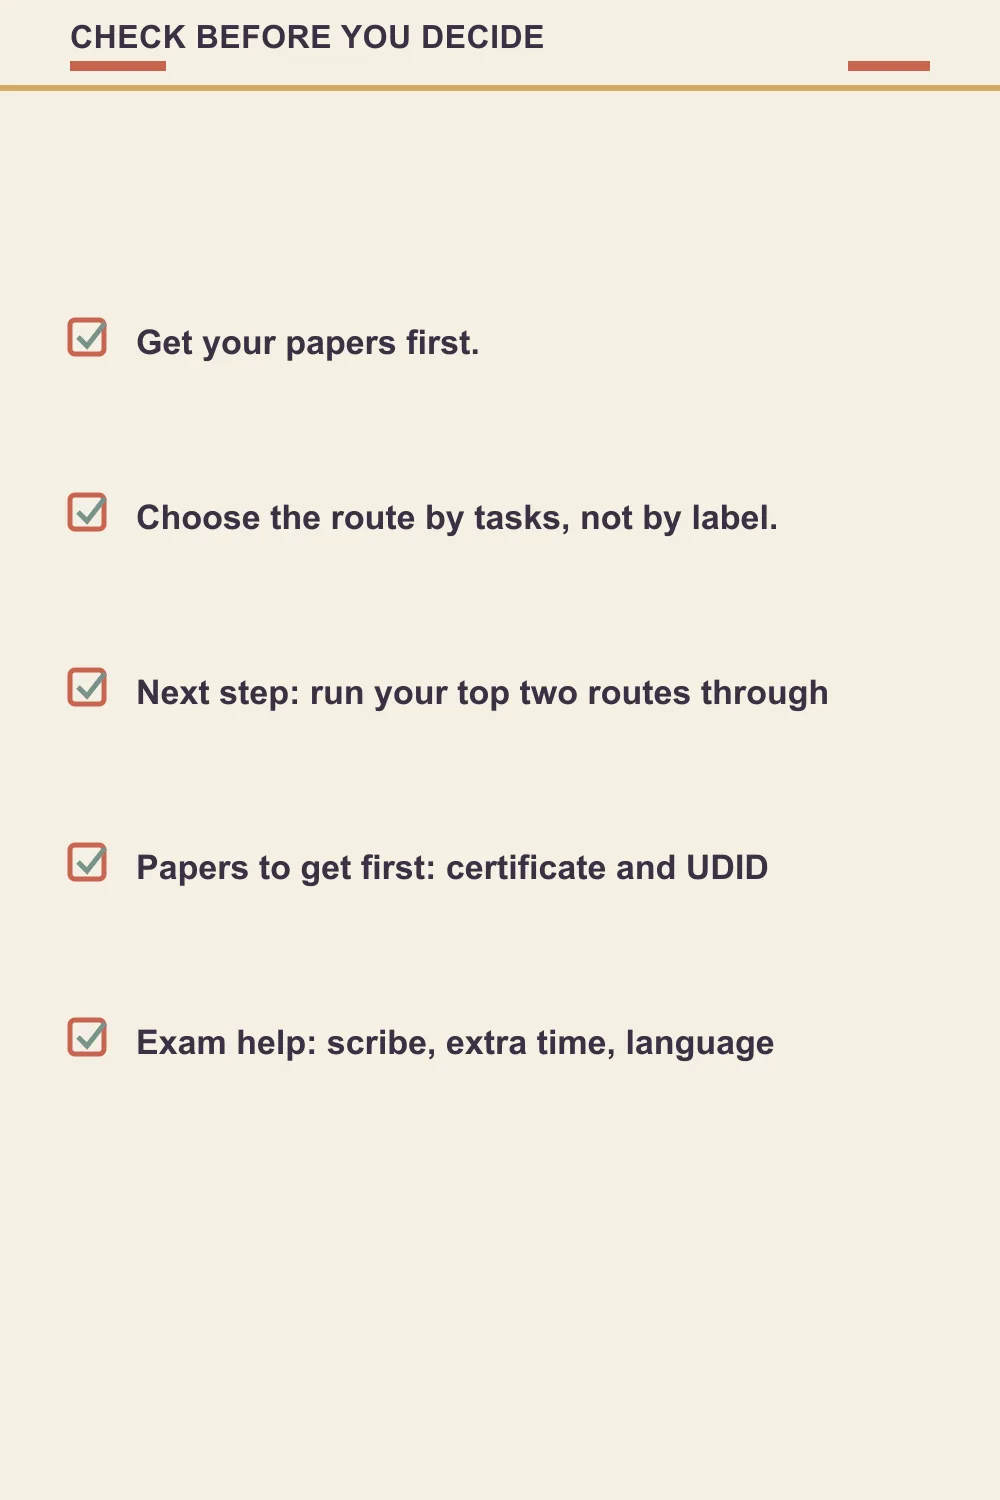 CHECK BEFORE YOU DECIDE
Get your papers first.
Choose the route by tasks, not by label.
Next step: run your top two routes through
Papers to get first: certificate and UDID
Exam help: scribe, extra time, language